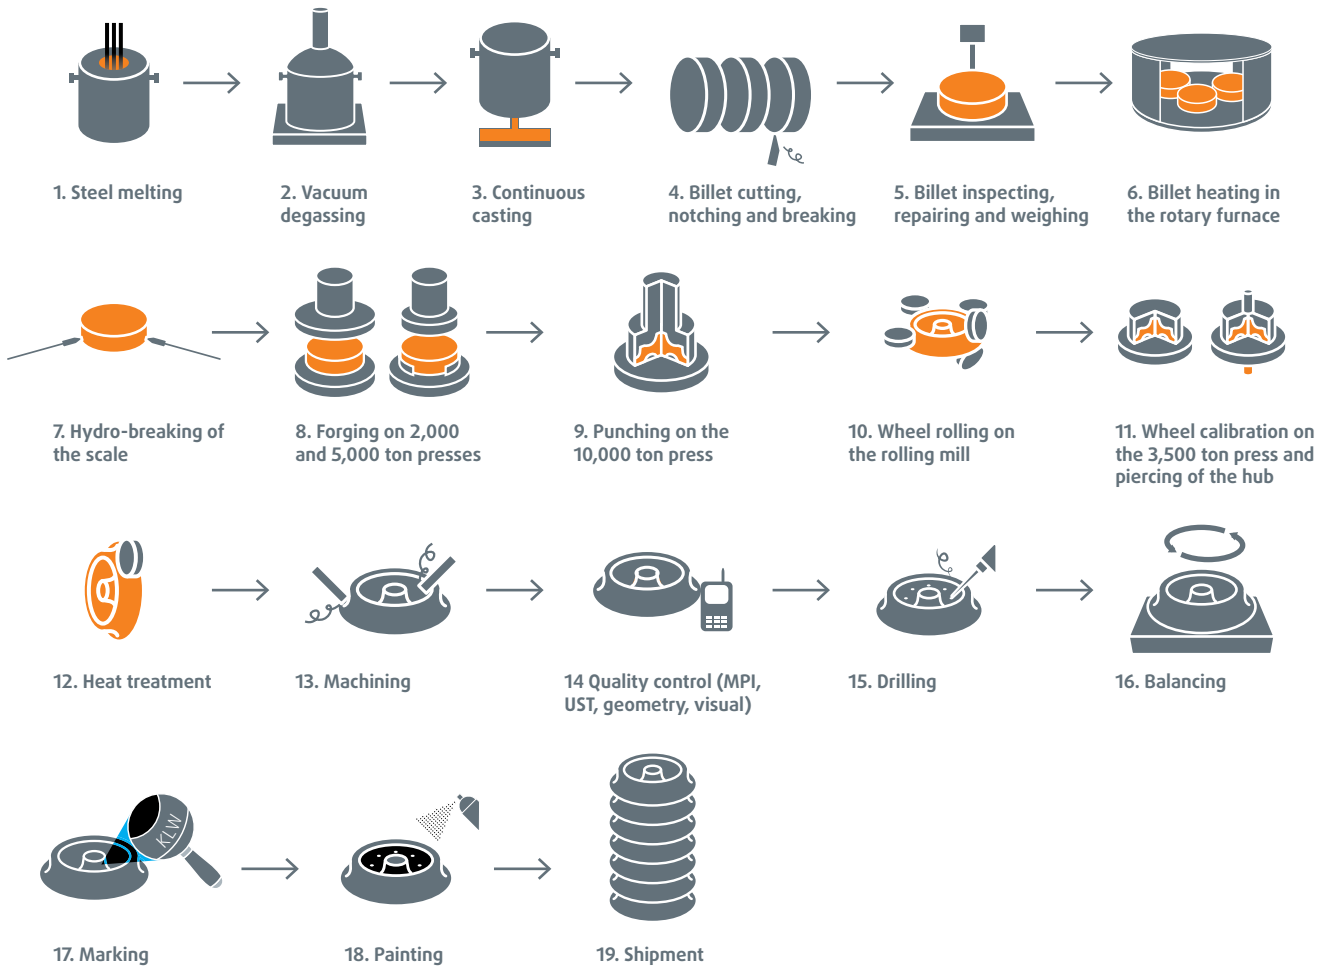 1. Steel melting
2. Vacuum
degassing
3. Continuous
casting
4. Billet cutting,
notching and breaking
5. Billet inspecting,
repairing and weighing
6. Billet heating in
the rotary furnace
7. Hydro-breaking of
the scale
8. Forging on 2,000
and 5,000 ton presses
9. Punching on the
10,000 ton press
10. Wheel rolling on
the rolling mill
11. Wheel calibration on
the 3,500 ton press and
piercing of the hub
12. Heat treatment
13. Machining
14 Quality control (MPI,
UST, geometry, visual)
15. Drilling
16. Balancing
KLW
17. Marking
18. Painting
19. Shipment